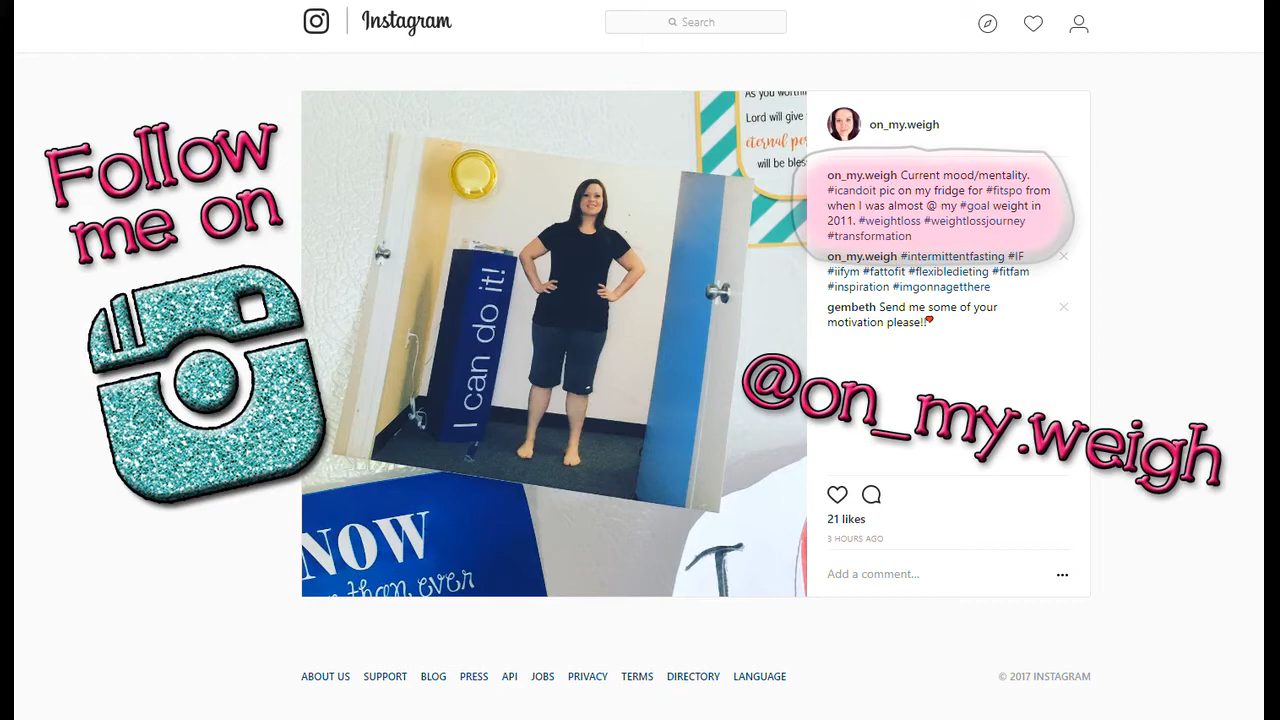 Instagram
Search
Follow
me on
As you worthi
Lord will give
eternal per
will be bles
I can do it!
NOW
than ever
on_my.weigh
on_my.weigh Current mood/mentality.
#icandoit pic on my fridge for #fitspo from
when I was almost @ my #goal weight in
2011. #weightloss #weightlossjourney
#transformation
on_my.weigh #intermittentfasting #IF
#iifym #fattofit #flexibledieting #fitfam
#inspiration #imgonnagetthere
gembeth Send me some of your
motivation please!!
@on_my.weigh
21 likes
3 HOURS AGO
Add a comment...
ABOUT US SUPPORT BLOG PRESS API JOBS PRIVACY TERMS DIRECTORY LANGUAGE
© 2017 INSTAGRAM